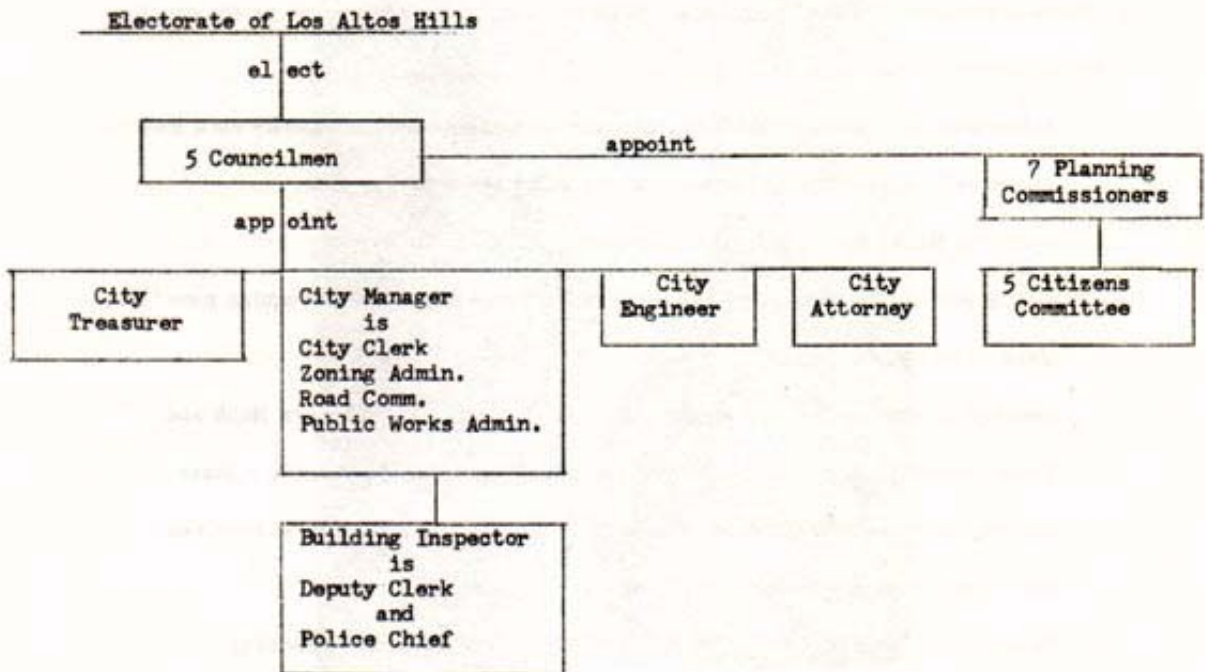 Electorate of Los Altos Hills
elect
5 Councilmen
appoint
7 Planning
Commissioners
appoint
City
Treasurer
City Manager
is
City Clerk
Zoning Admin.
Road Comm.
Public Works Admin.
City
Engineer
City
Attorney
5 Citizens
Committee
Building Inspector
is
Deputy Clerk
and
Police Chief